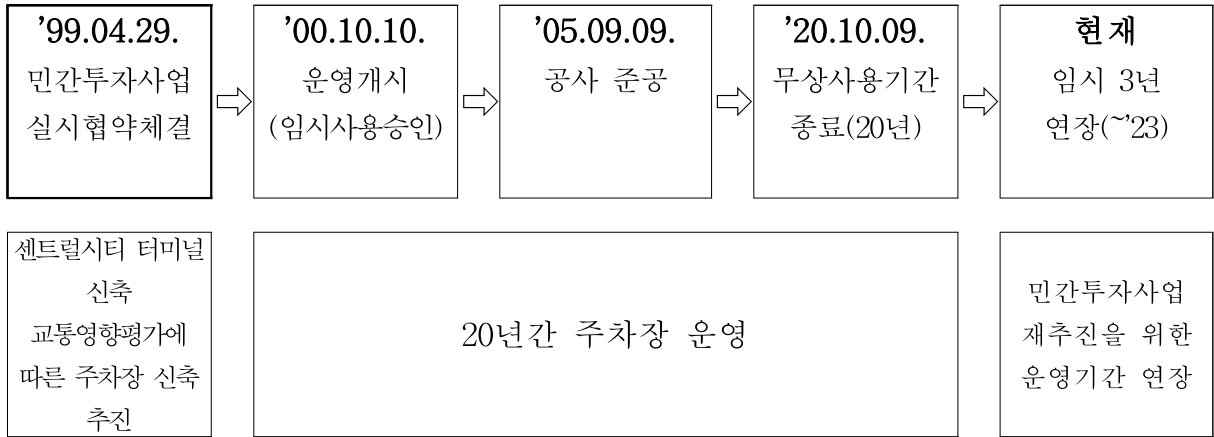 ’99.04.29.
민간투자사업
실시협약체결
’00.10.10.
운영개시
(임시사용승인)
’05.09.09.
공사 준공
’20.10.09.
무상사용기간
종료(20년)
현재
임시 3년
연장(~’23)
센트럴시티 터미널
신축
교통영향평가에
따른 주차장 신축
추진
20년간 주차장 운영
민간투자사업
재추진을 위한
운영기간 연장